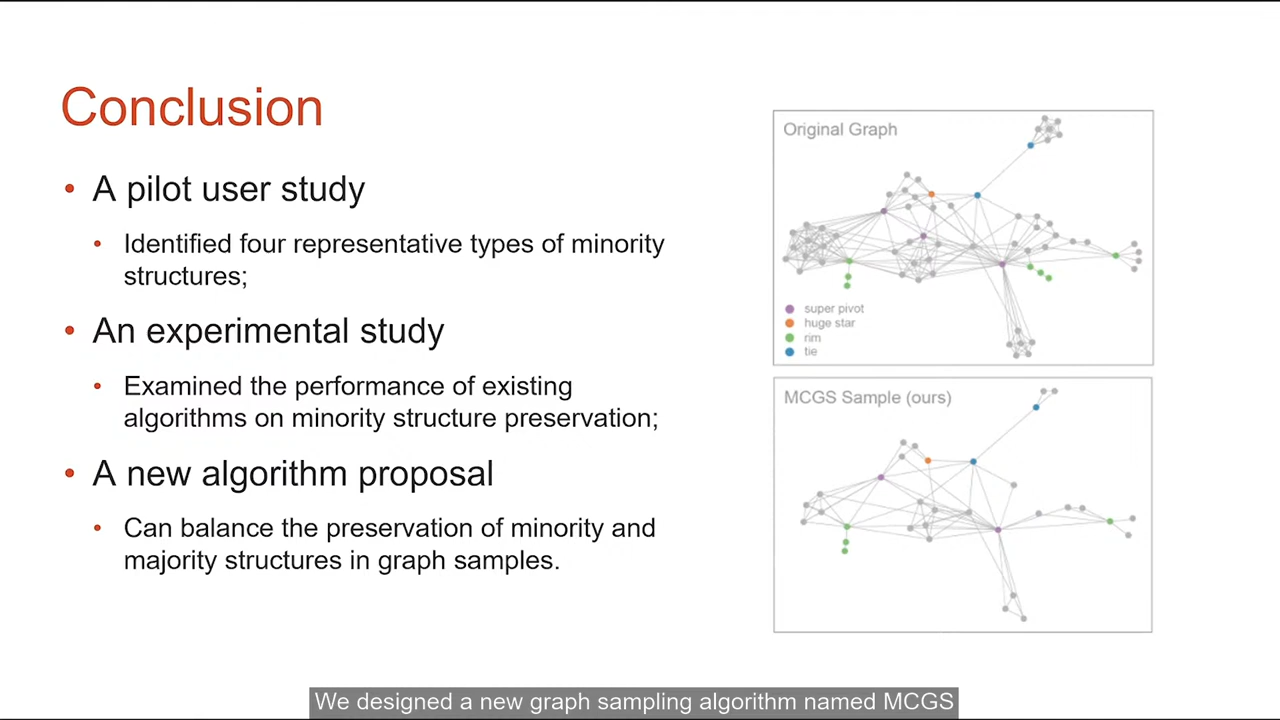 Conclusion
• A pilot user study
• Identified four representative types of minority
structures;
• An experimental study
• Examined the performance of existing
algorithms on minority structure preservation;
• A new algorithm proposal
• Can balance the preservation of minority and
majority structures in graph samples.
Original Graph
super pivot
huge star
rim
tie
MCGS Sample (ours)
We designed a new graph sampling algorithm named MCGS